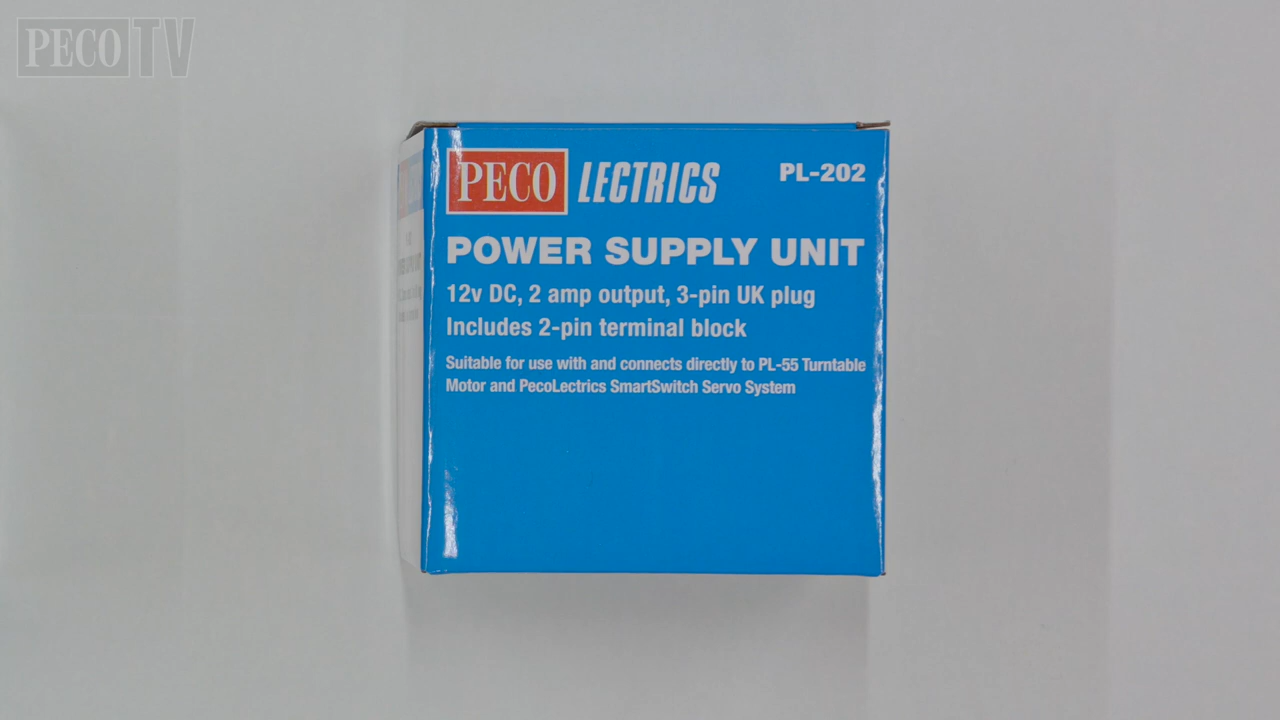 PECO TV
PECO LECTRICS PL-202
POWER SUPPLY UNIT
12v DC, 2 amp output, 3-pin UK plug
Includes 2-pin terminal block
Suitable for use with and connects directly to PL-55 Turntable
Motor and PecoLectrics SmartSwitch Servo System